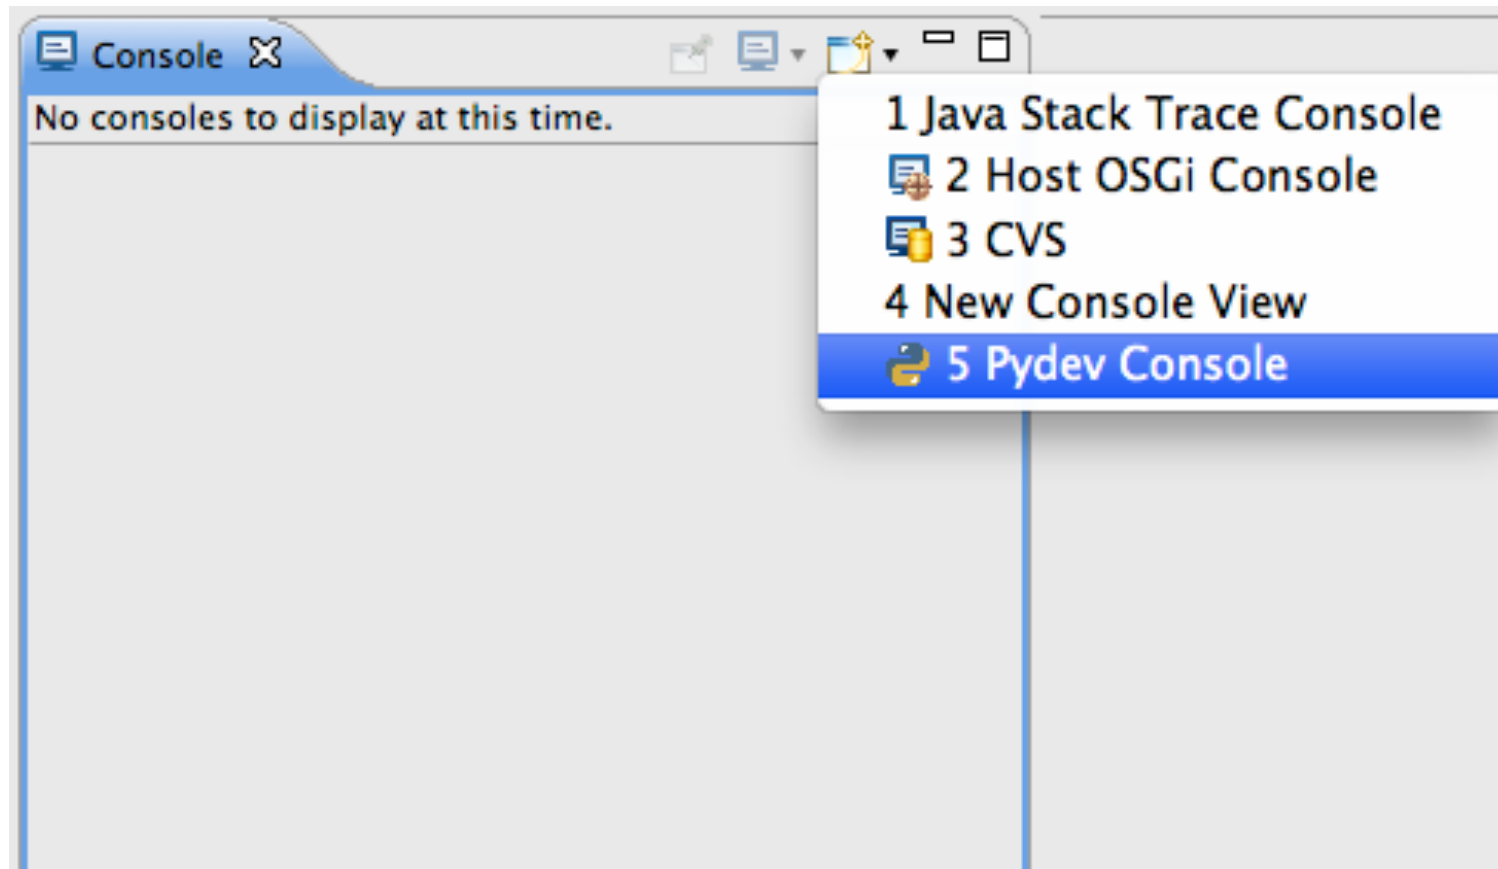 Console
No consoles to display at this time.
1 Java Stack Trace Console
2 Host OSGi Console
3 CVS
4 New Console View
5 Pydev Console